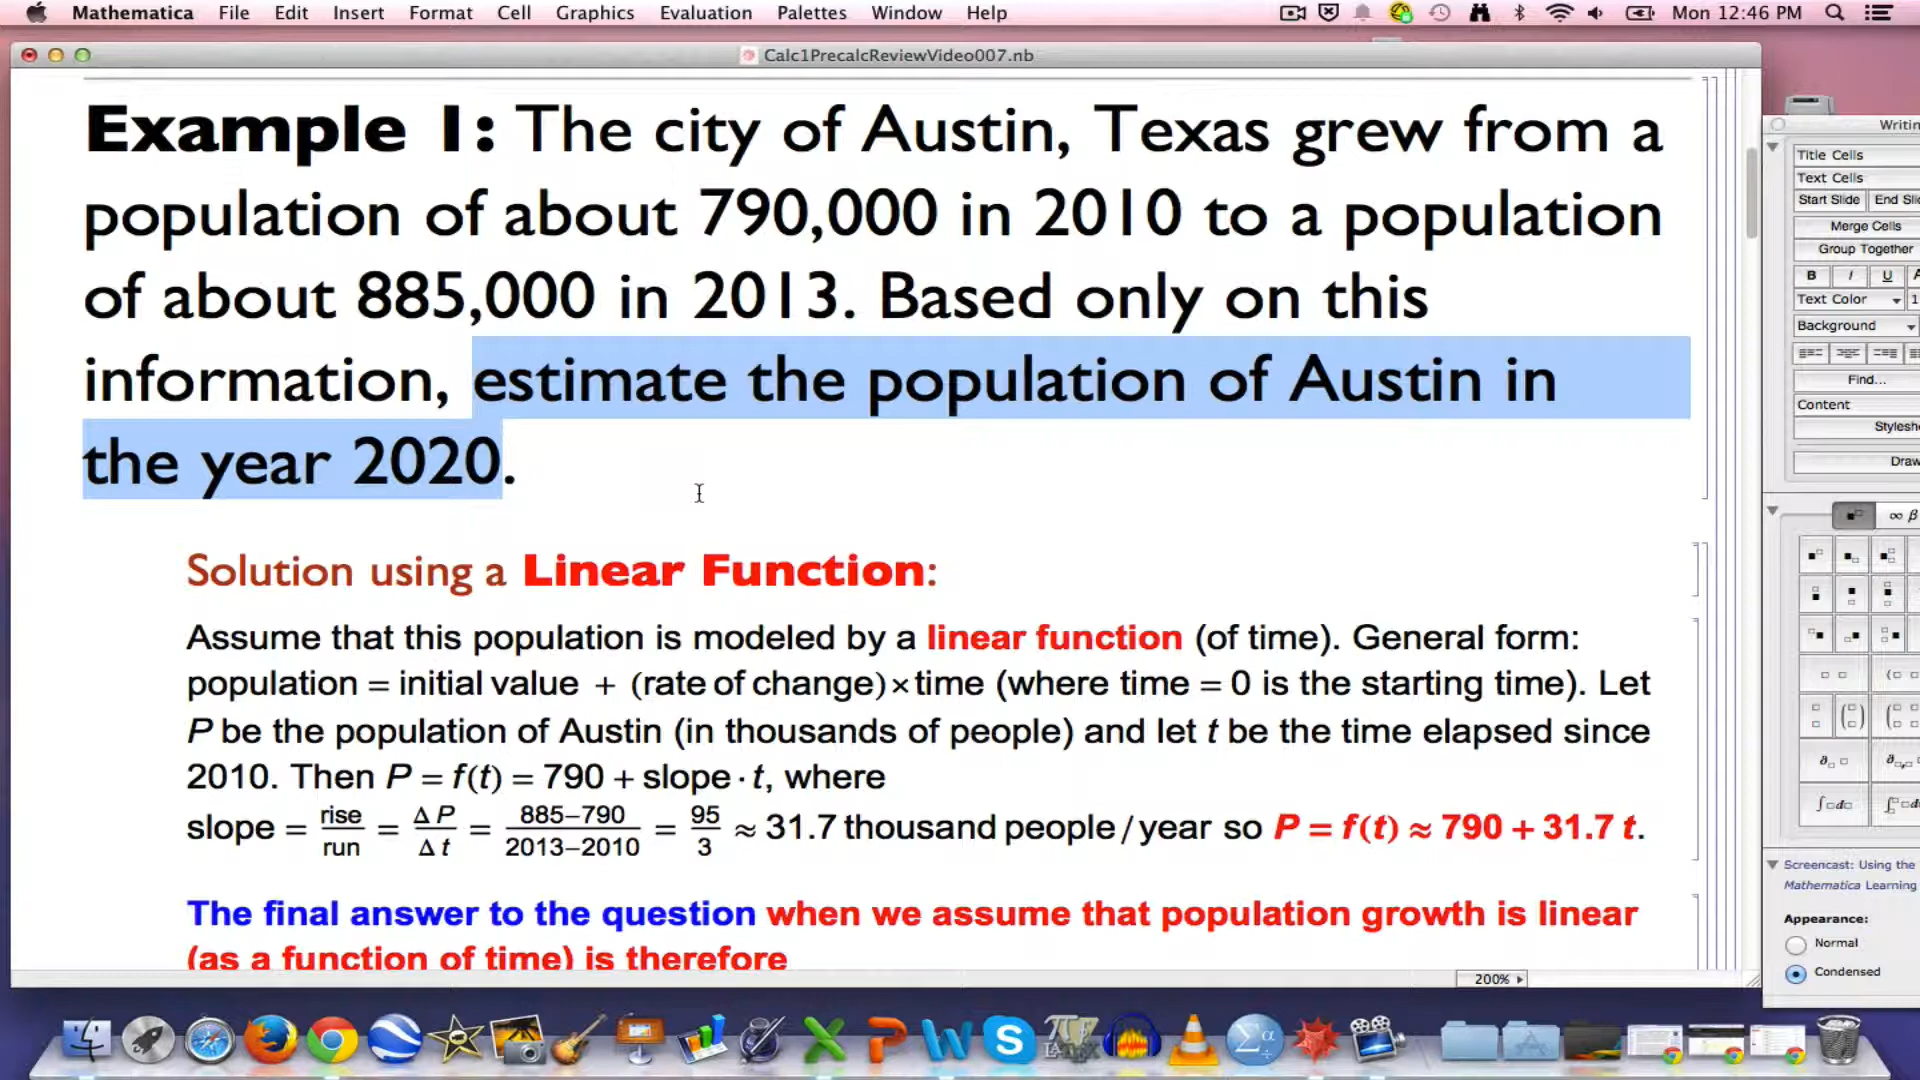 Mathematica File Edit Insert Format Cell Graphics Evaluation Palettes Window Help Mon 12:46 PM
Calc1PrecalcReviewVideo007.nb
Example 1: The city of Austin, Texas grew from a
population of about 790,000 in 2010 to a population
of about 885,000 in 2013. Based only on this
information, estimate the population of Austin in
the year 2020.
Solution using a Linear Function:
Assume that this population is modeled by a linear function (of time). General form:
population = initial value + (rate of change)×time (where time = 0 is the starting time). Let
P be the population of Austin (in thousands of people) and let t be the time elapsed since
2010. Then P = f(t) = 790 + slope · t, where
slope = rise/run = ΔP/Δt = 885−790/2013−2010 = 95/3 ≈ 31.7 thousand people/year so P = f(t) ≈ 790 + 31.7 t.
The final answer to the question when we assume that population growth is linear
(as a function of time) is therefore
200%
Writin
Title Cells
Text Cells
Start Slide End Slid
Merge Cells
Group Together
B I U A
Text Color 1
Background
Find...
Content
Stylesh
Draw
∞ β
Screencast: Using the
Mathematica Learning
Appearance:
Normal
Condensed